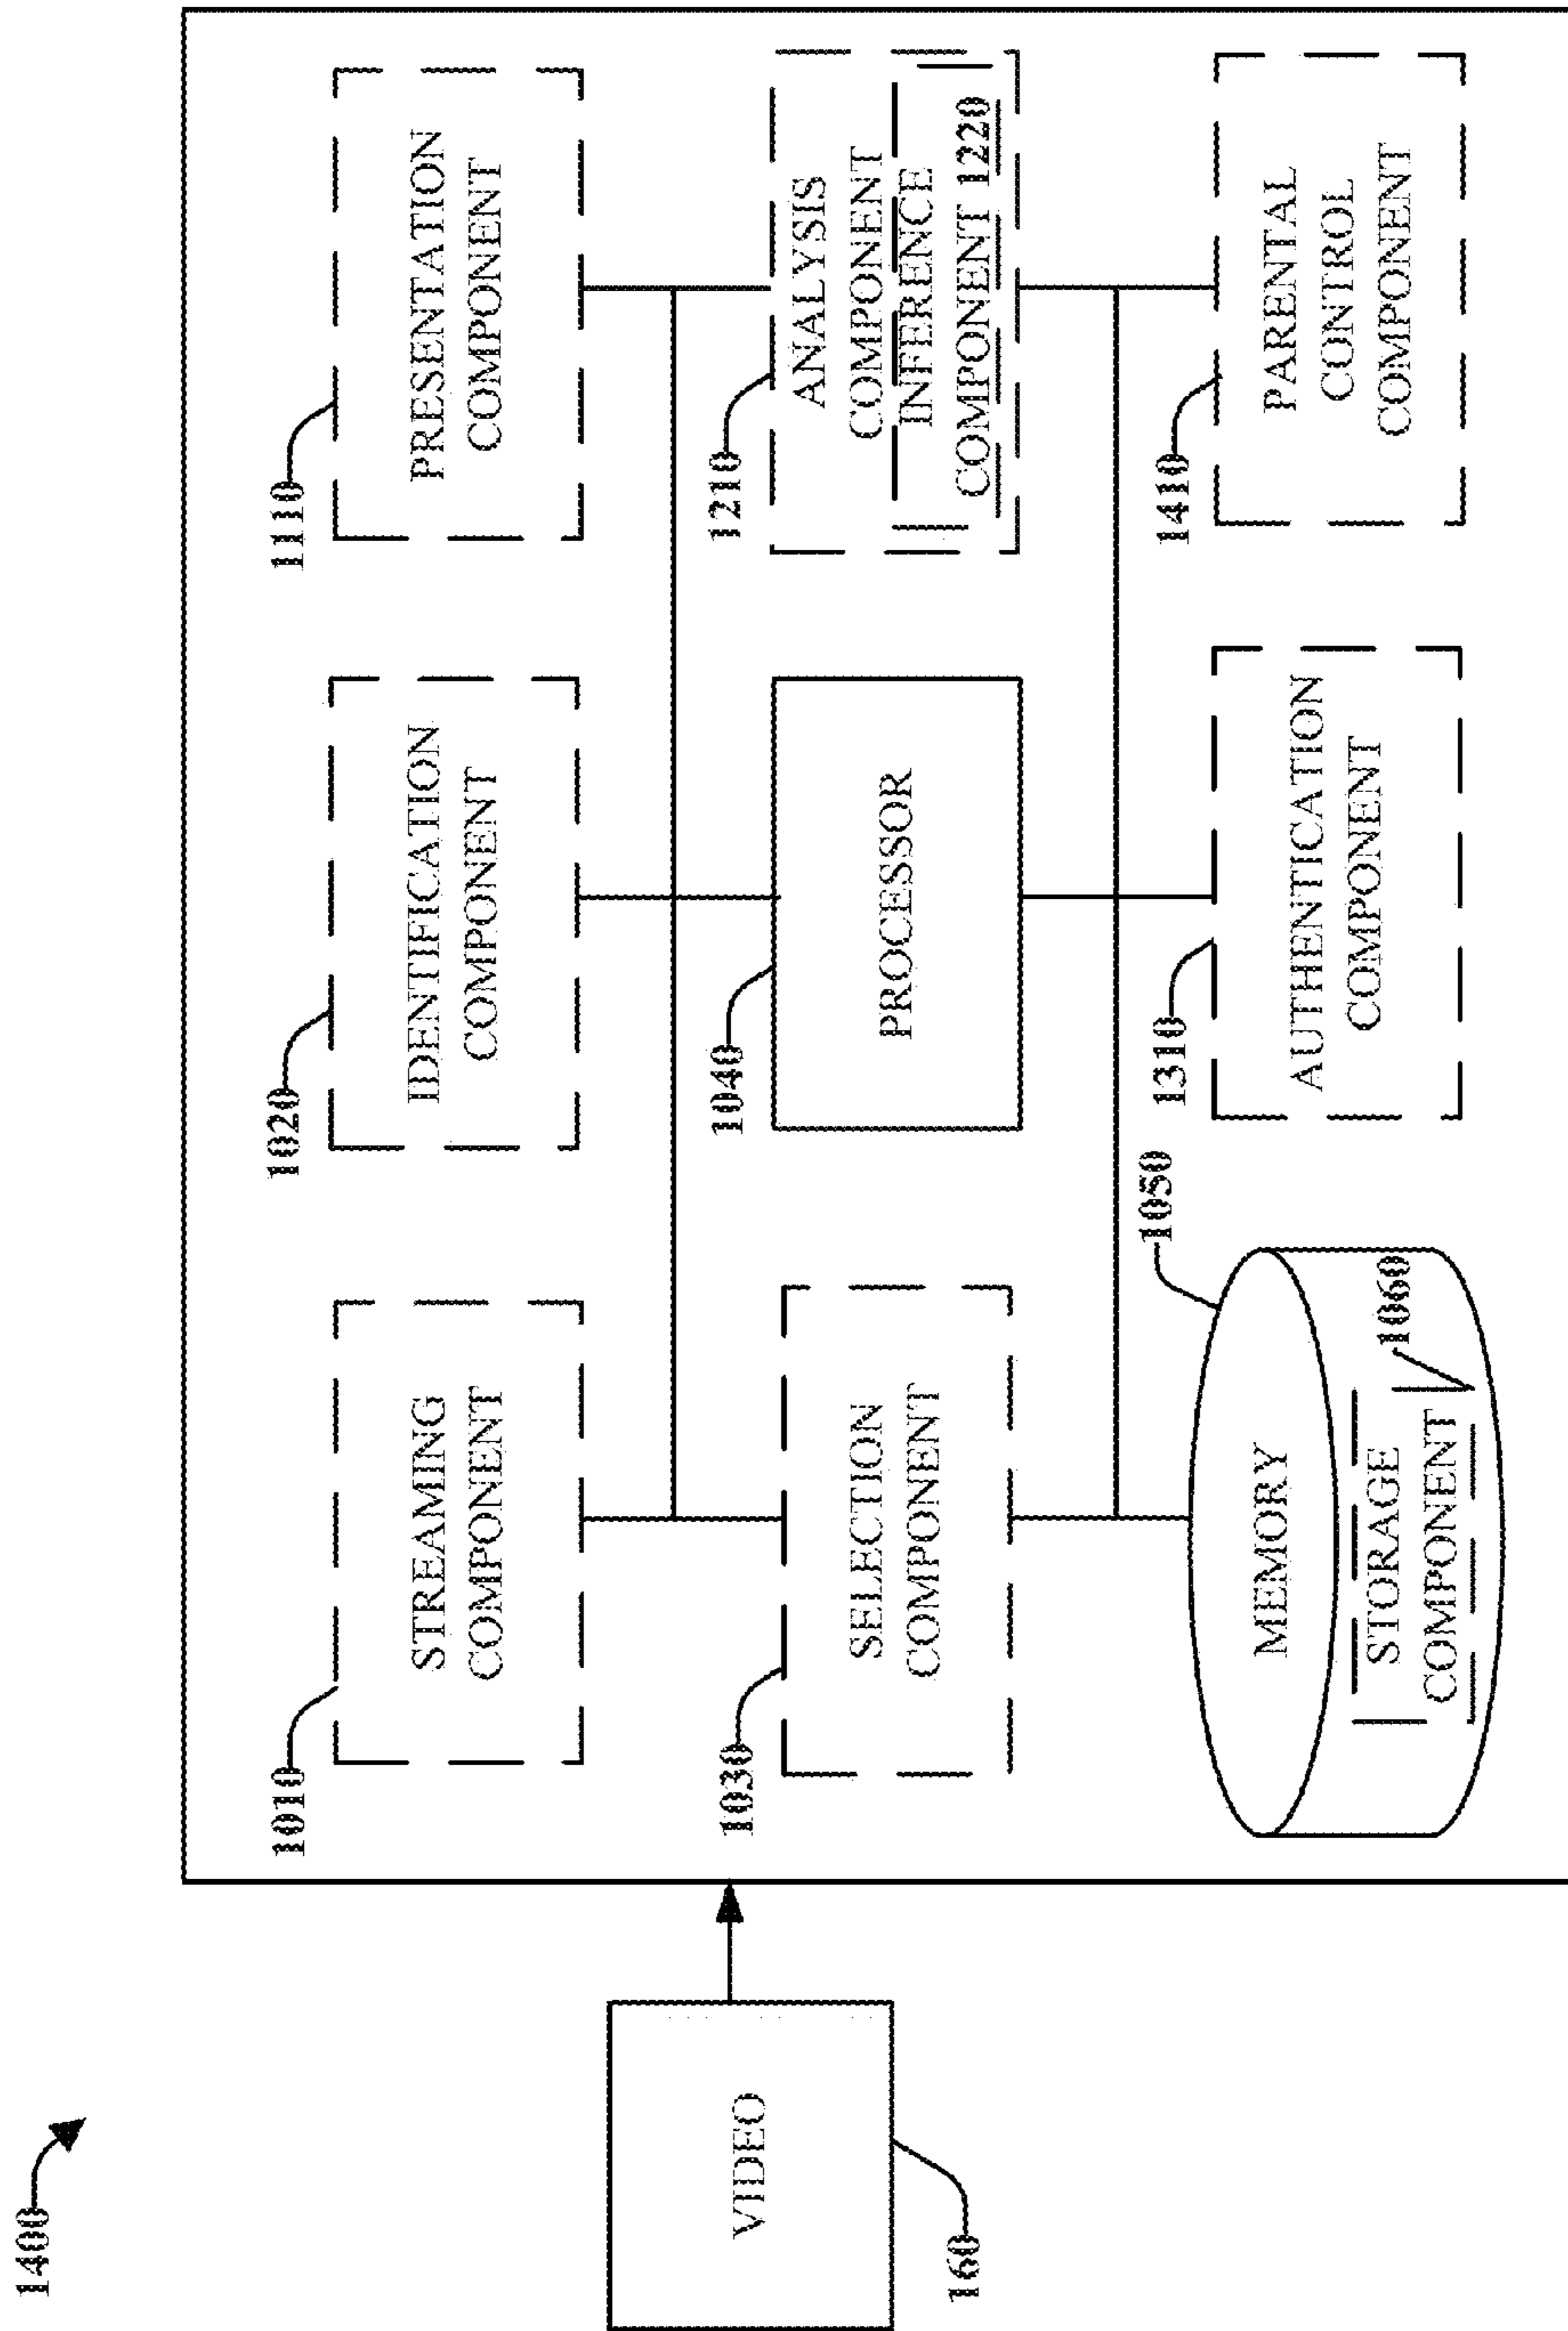 1400
1010
STREAMING
COMPONENT
1020
IDENTIFICATION
COMPONENT
1110
PRESENTATION
COMPONENT
VIDEO
160
1030
SELECTION
COMPONENT
1040
PROCESSOR
1210
ANALYSIS
COMPONENT
INFERENCE
COMPONENT 1220
1050
MEMORY
STORAGE
COMPONENT
1060
1310
AUTHENTICATION
COMPONENT
1410
PARENTAL
CONTROL
COMPONENT